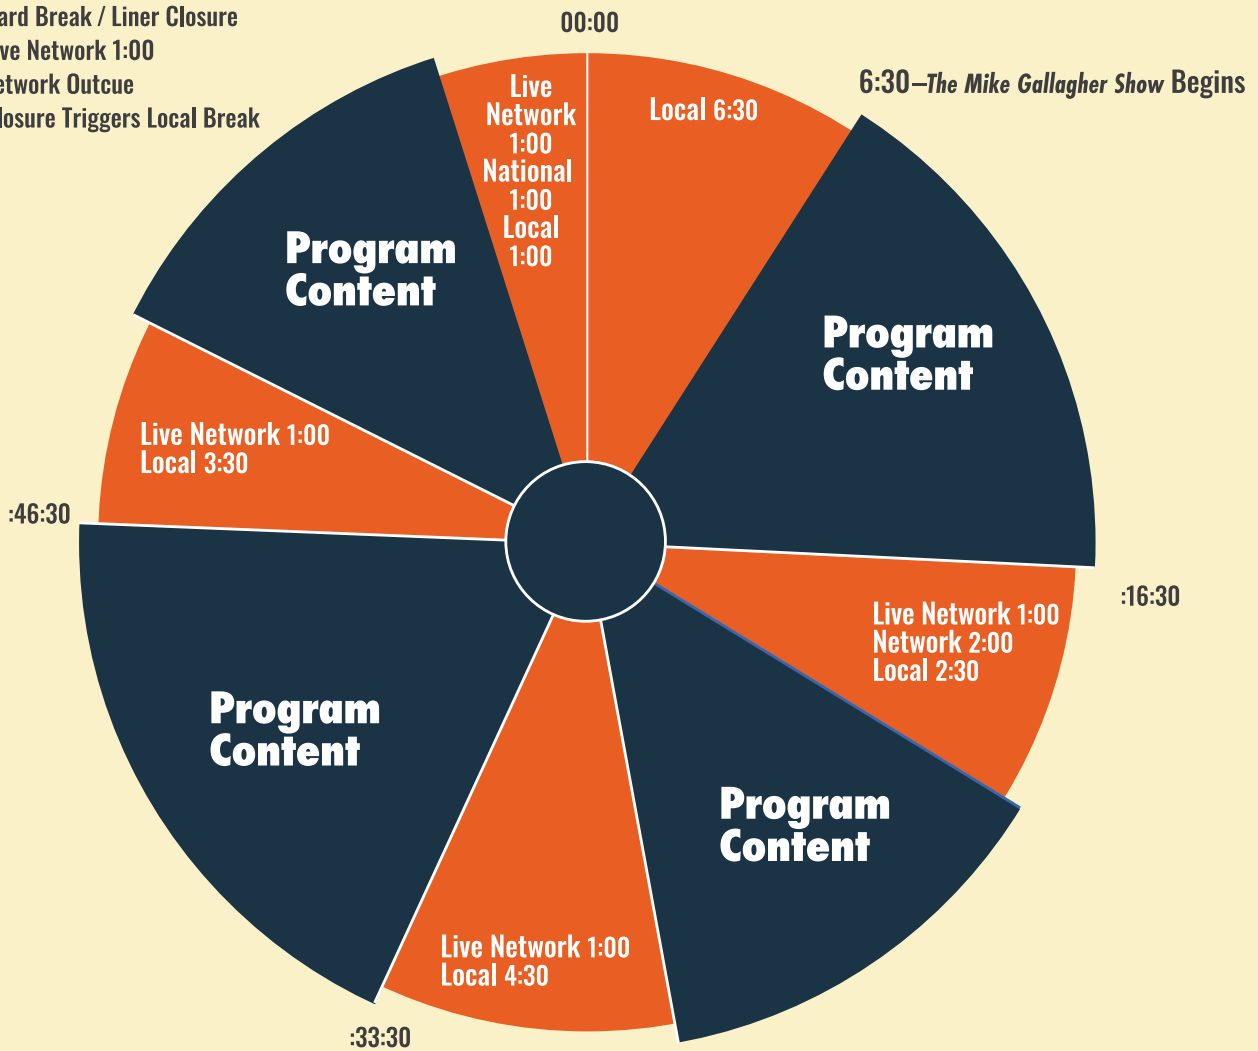 ard Break / Liner Closure
ve Network 1:00
etwork Outcue
losure Triggers Local Break
00:00
6:30–The Mike Gallagher Show Begins
Live
Network
1:00
National
1:00
Local
1:00
Local 6:30
Program
Content
Program
Content
Live Network 1:00
Local 3:30
:46:30
:16:30
Live Network 1:00
Network 2:00
Local 2:30
Program
Content
Program
Content
Live Network 1:00
Local 4:30
:33:30